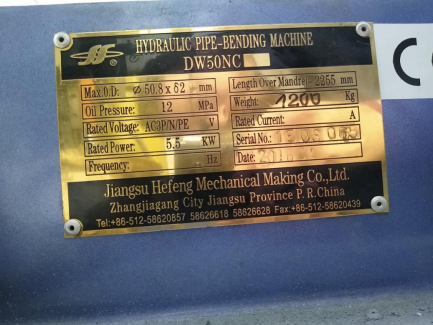 HYDRAULIC PIPE-BENDING MACHINE
DW50NC
Max.O.D: Ø 50.8 x δ2 mm
Length Over Mandrel 2255 mm
Oil Pressure: 12 MPa
Weight: 1200 Kg
Rated Voltage: AC3P/N/PE V
Rated Current: A
Rated Power: 5.5 KW
Serial No.:
Frequency: Hz
Date:
Jiangsu Hefeng Mechanical Making Co.,Ltd.
Zhangjiagang City Jiangsu Province P.R.China
Tel:+86-512-58620857 58626618 58626628 Fax:+86-512-58620439